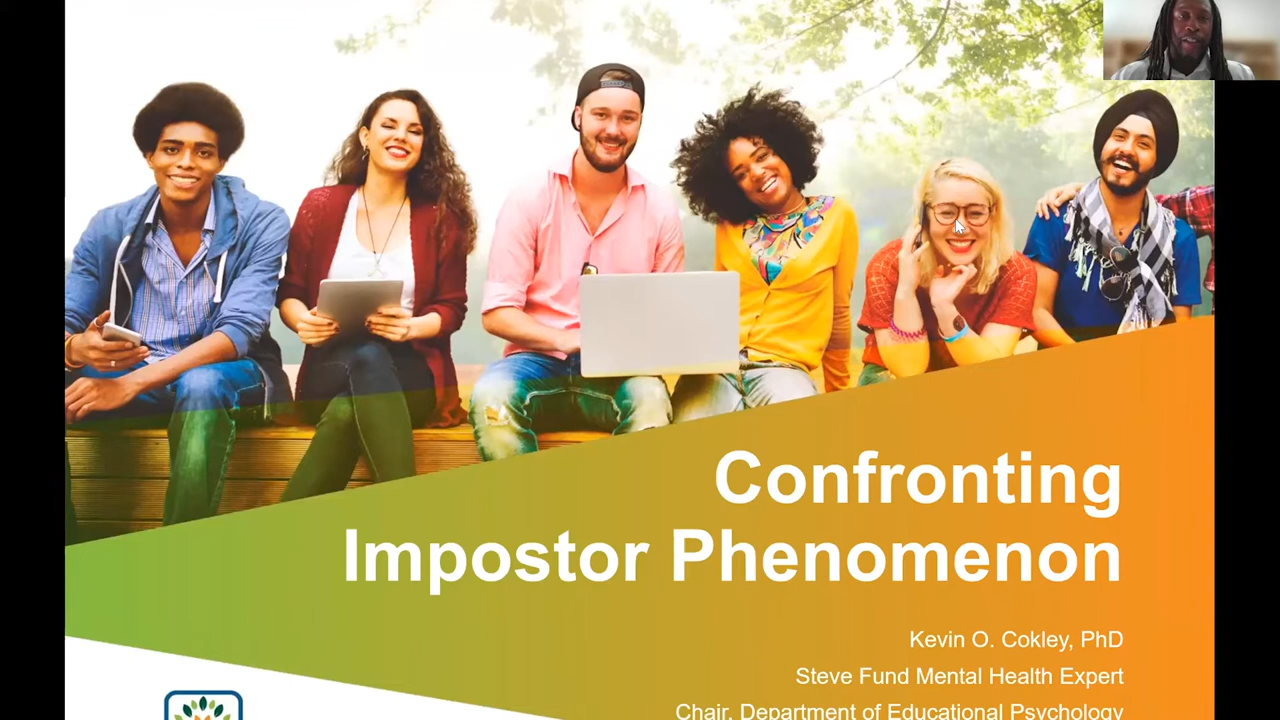 Confronting
Impostor Phenomenon
Kevin O. Cokley, PhD
Steve Fund Mental Health Expert
Chair, Department of Educational Psychology